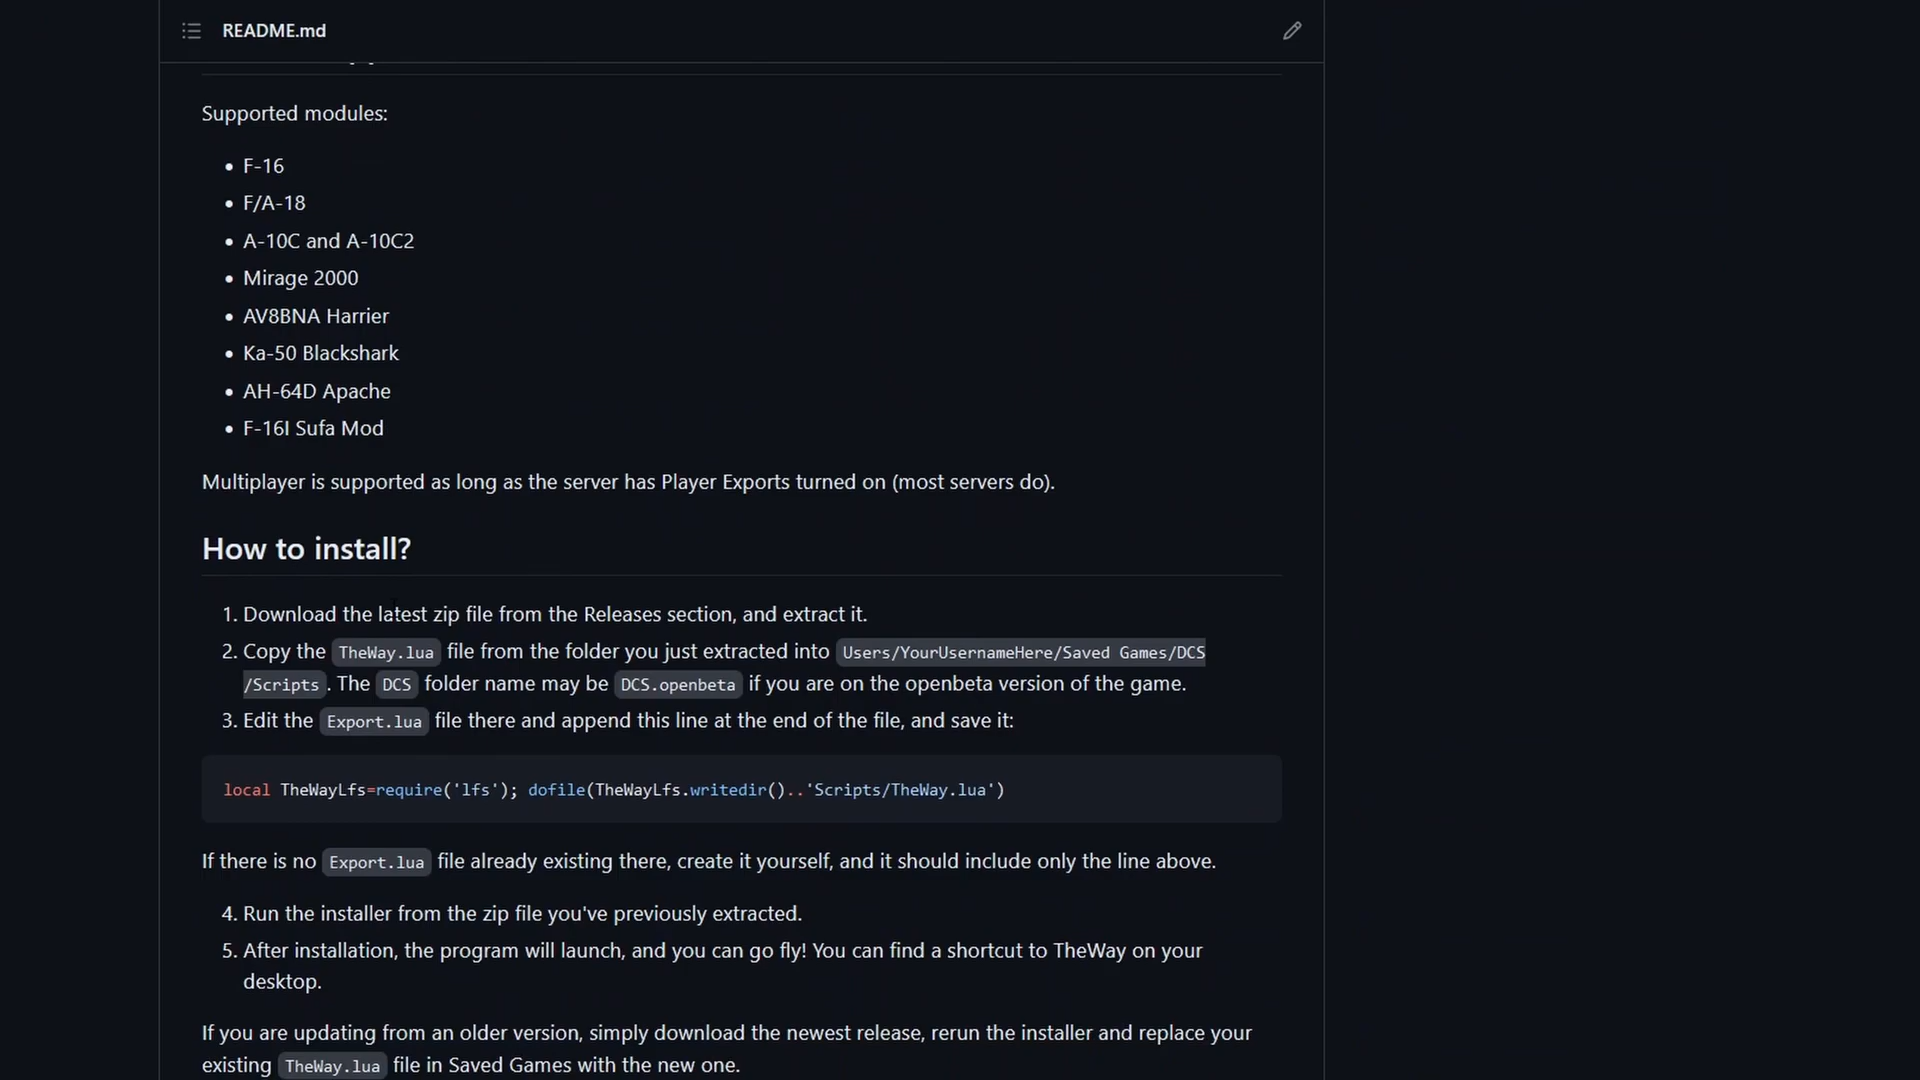 README.md
Supported modules:
• F-16
• F/A-18
• A-10C and A-10C2
• Mirage 2000
• AV8BNA Harrier
• Ka-50 Blackshark
• AH-64D Apache
• F-16I Sufa Mod
Multiplayer is supported as long as the server has Player Exports turned on (most servers do).
How to install?
1. Download the latest zip file from the Releases section, and extract it.
2. Copy the TheWay.lua file from the folder you just extracted into Users/YourUsernameHere/Saved Games/DCS
/Scripts. The DCS folder name may be DCS.openbeta if you are on the openbeta version of the game.
3. Edit the Export.lua file there and append this line at the end of the file, and save it:
local TheWayLfs=require('lfs'); dofile(TheWayLfs.writedir()..'Scripts/TheWay.lua')
If there is no Export.lua file already existing there, create it yourself, and it should include only the line above.
4. Run the installer from the zip file you've previously extracted.
5. After installation, the program will launch, and you can go fly! You can find a shortcut to TheWay on your
desktop.
If you are updating from an older version, simply download the newest release, rerun the installer and replace your
existing TheWay.lua file in Saved Games with the new one.